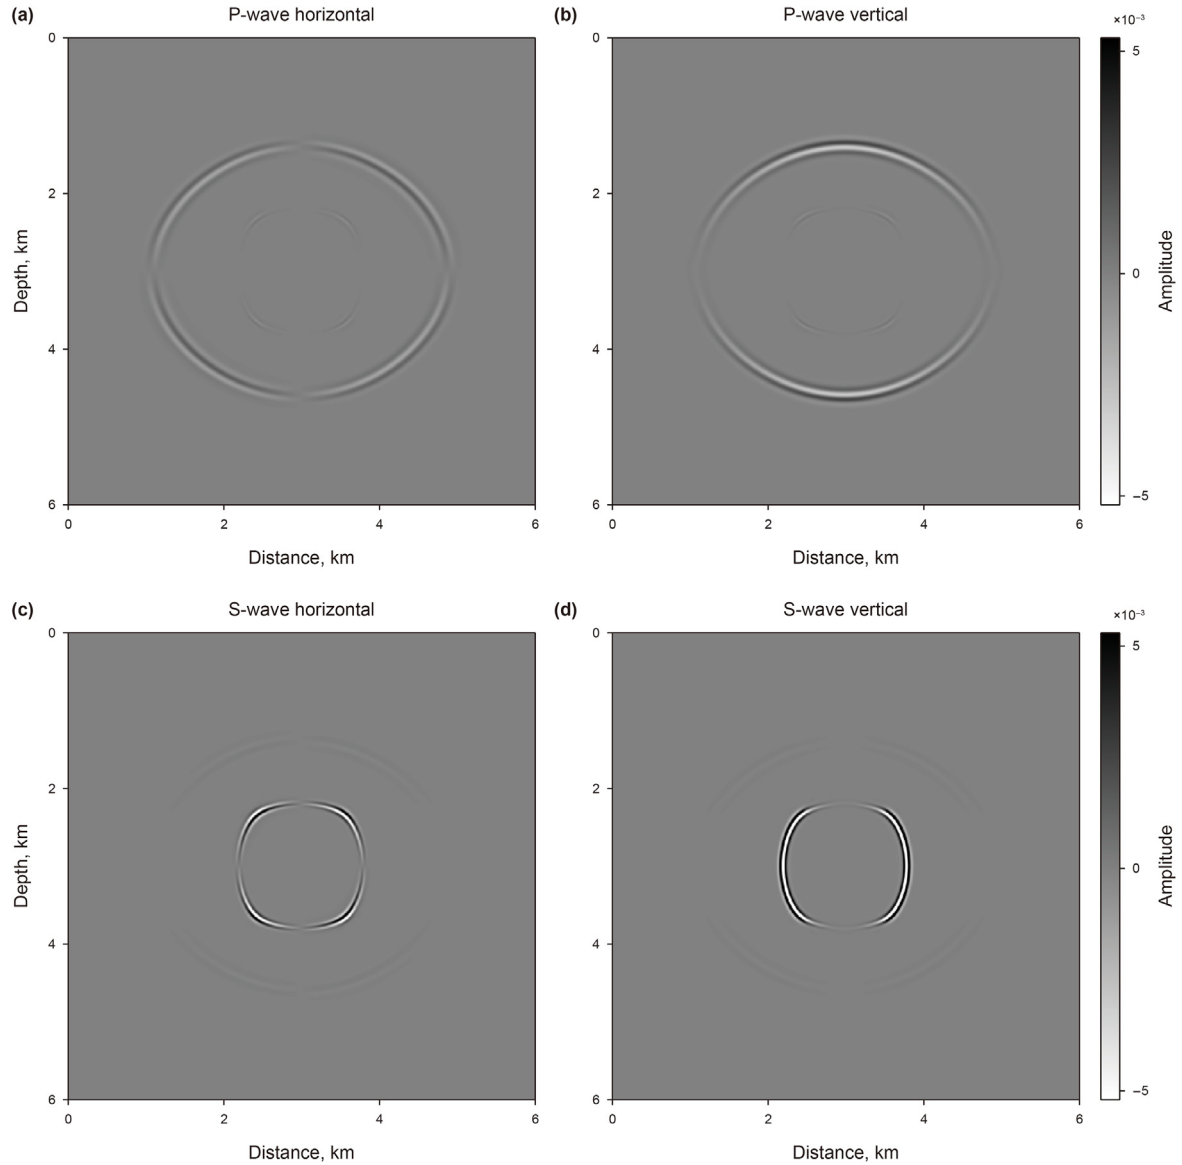 (a) P-wave horizontal
(b) P-wave vertical
×10⁻³
0
2
4
6
Depth, km
0 2 4 6
Distance, km
0
2
4
6
0 2 4 6
Distance, km
5
0
−5
Amplitude
(c) S-wave horizontal
(d) S-wave vertical
×10⁻³
0
2
4
6
Depth, km
0 2 4 6
Distance, km
0
2
4
6
0 2 4 6
Distance, km
5
0
−5
Amplitude